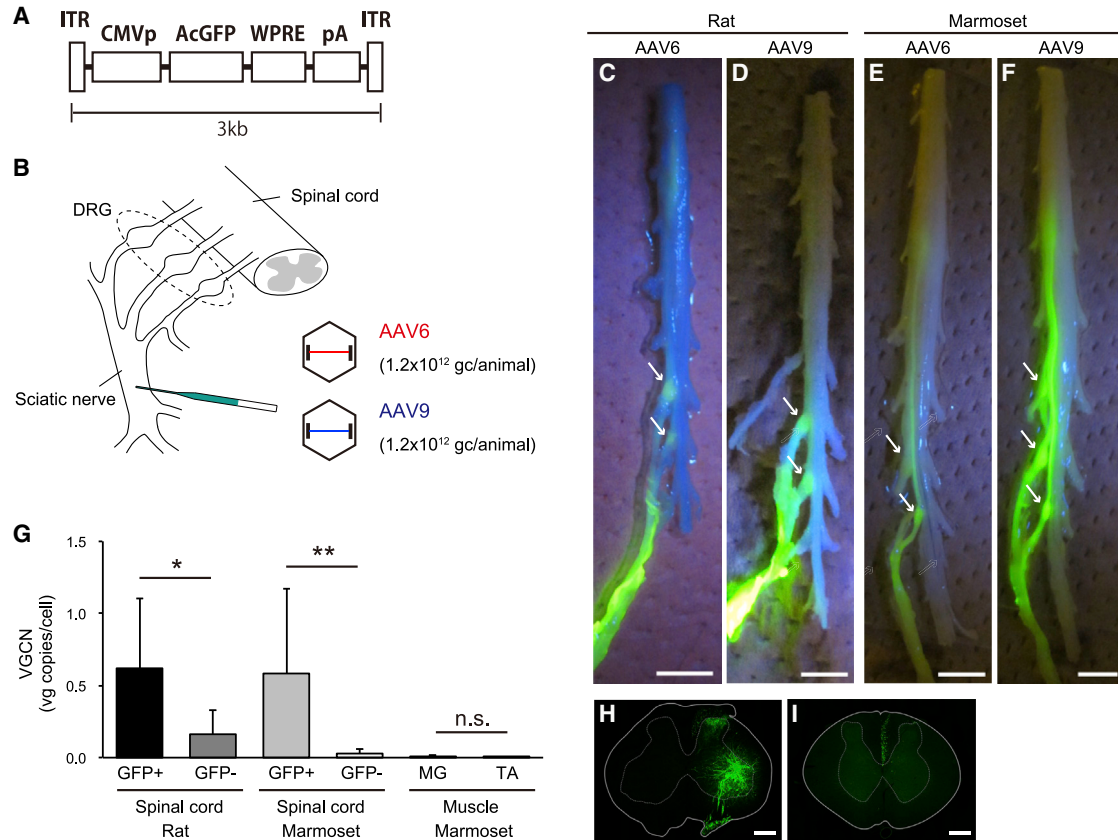 A
ITR ITR
CMVp AcGFP WPRE pA
3kb
B
DRG
Spinal cord
Sciatic nerve
AAV6
(1.2x10¹² gc/animal)
AAV9
(1.2x10¹² gc/animal)
Rat Marmoset
AAV6 AAV9 AAV6 AAV9
C D E F
G
VGCN
(vg copies/cell)
1.5
1.0
0.5
0.0
* ** n.s.
GFP+ GFP- GFP+ GFP- MG TA
Spinal cord Spinal cord Muscle
Rat Marmoset Marmoset
H I